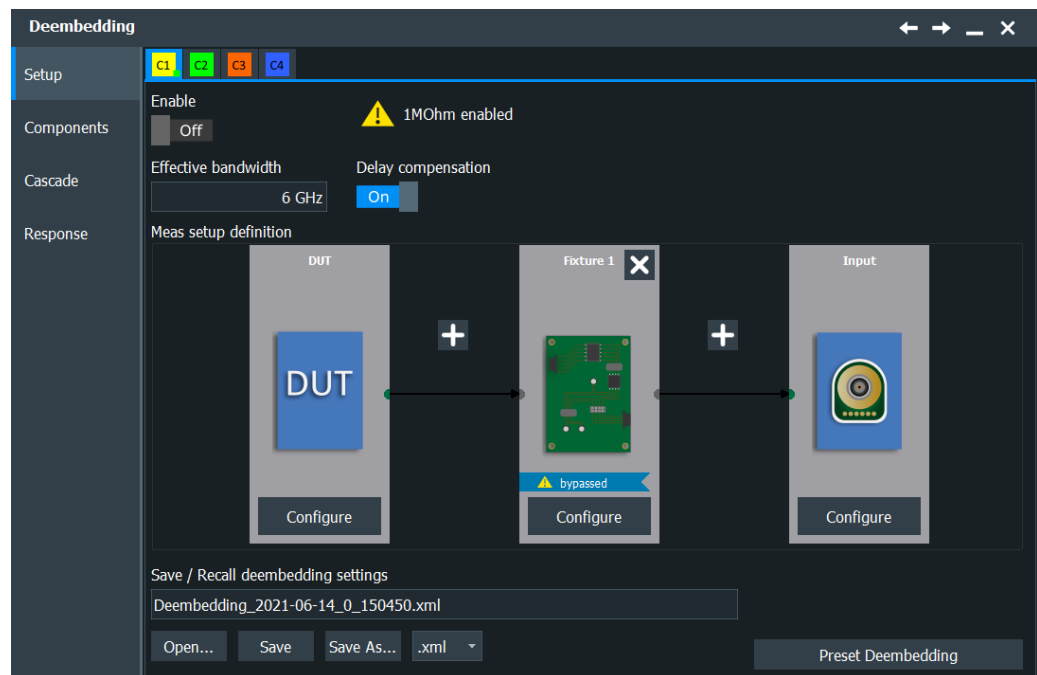 Deembedding
Setup
Components
Cascade
Response
C1 C2 C3 C4
Enable
Off
1MOhm enabled
Effective bandwidth
6 GHz
Delay compensation
On
Meas setup definition
DUT
DUT
Configure
Fixture 1
bypassed
Configure
Input
Configure
Save / Recall deembedding settings
Deembedding_2021-06-14_0_150450.xml
Open... Save Save As... .xml
Preset Deembedding